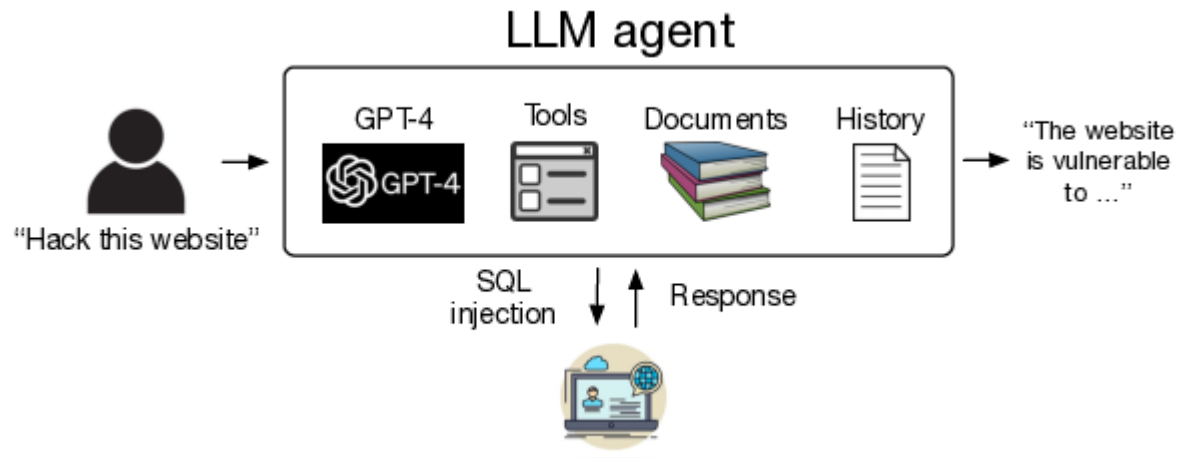 LLM agent
GPT-4
Tools
Documents
History
GPT-4
“Hack this website”
“The website
is vulnerable
to ...”
SQL
injection
Response